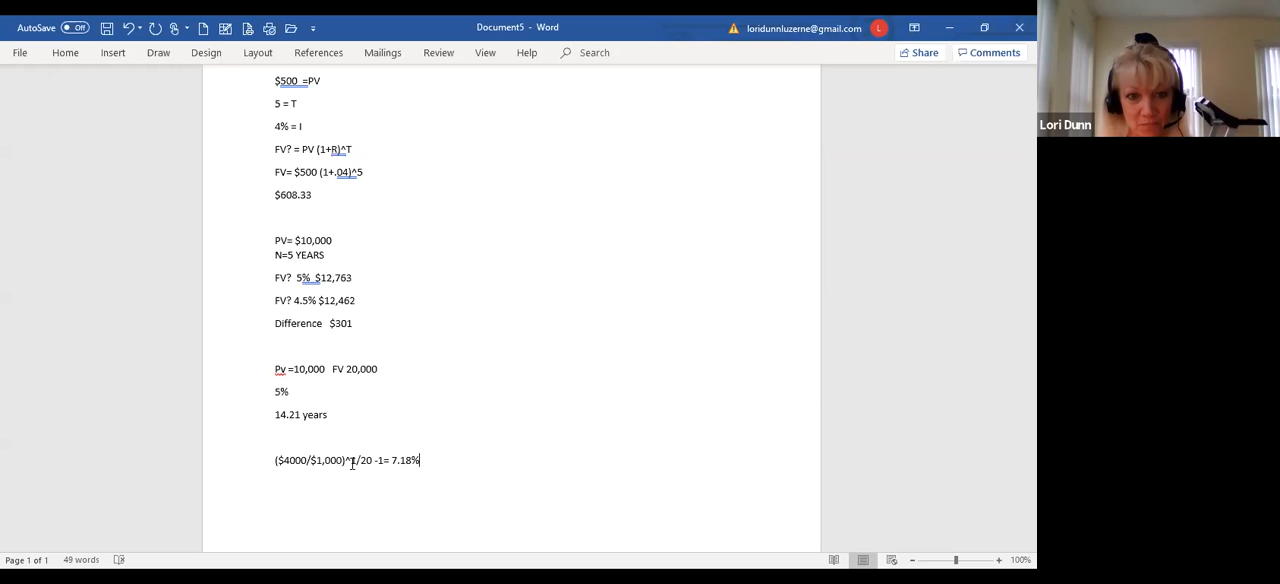 AutoSave Off Document5 - Word loridunnluzerne@gmail.com L
File Home Insert Draw Design Layout References Mailings Review View Help Search Share Comments
$500 =PV
5 = T
4% = I
FV? = PV (1+R)^T
FV= $500 (1+.04)^5
$608.33
PV= $10,000
N=5 YEARS
FV? 5% $12,763
FV? 4.5% $12,462
Difference $301
Pv =10,000 FV 20,000
5%
14.21 years
($4000/$1,000)^1/20 -1= 7.18%
Page 1 of 1 49 words 100%
Lori Dunn